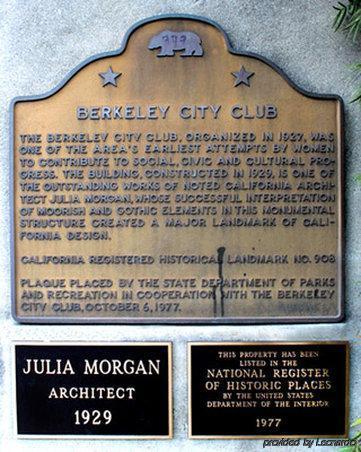 BERKELEY CITY CLUB
THE BERKELEY CITY CLUB, ORGANIZED IN 1927, WAS
ONE OF THE AREA'S EARLIEST ATTEMPTS BY WOMEN
TO CONTRIBUTE TO SOCIAL, CIVIC AND CULTURAL PRO-
GRESS. THE BUILDING, CONSTRUCTED IN 1929, IS ONE OF
THE OUTSTANDING WORKS OF NOTED CALIFORNIA ARCHI-
TECT JULIA MORGAN, WHOSE SUCCESSFUL INTERPRETATION
OF MOORISH AND GOTHIC ELEMENTS IN THIS MONUMENTAL
STRUCTURE CREATED A MAJOR LANDMARK OF CALI-
FORNIA DESIGN.
CALIFORNIA REGISTERED HISTORICAL LANDMARK NO. 908
PLAQUE PLACED BY THE STATE DEPARTMENT OF PARKS
AND RECREATION IN COOPERATION WITH THE BERKELEY
CITY CLUB, OCTOBER 6, 1977.
JULIA MORGAN
ARCHITECT
1929
THIS PROPERTY HAS BEEN
LISTED IN THE
NATIONAL REGISTER
OF HISTORIC PLACES
BY THE UNITED STATES
DEPARTMENT OF THE INTERIOR
1977
provided by Leonardo